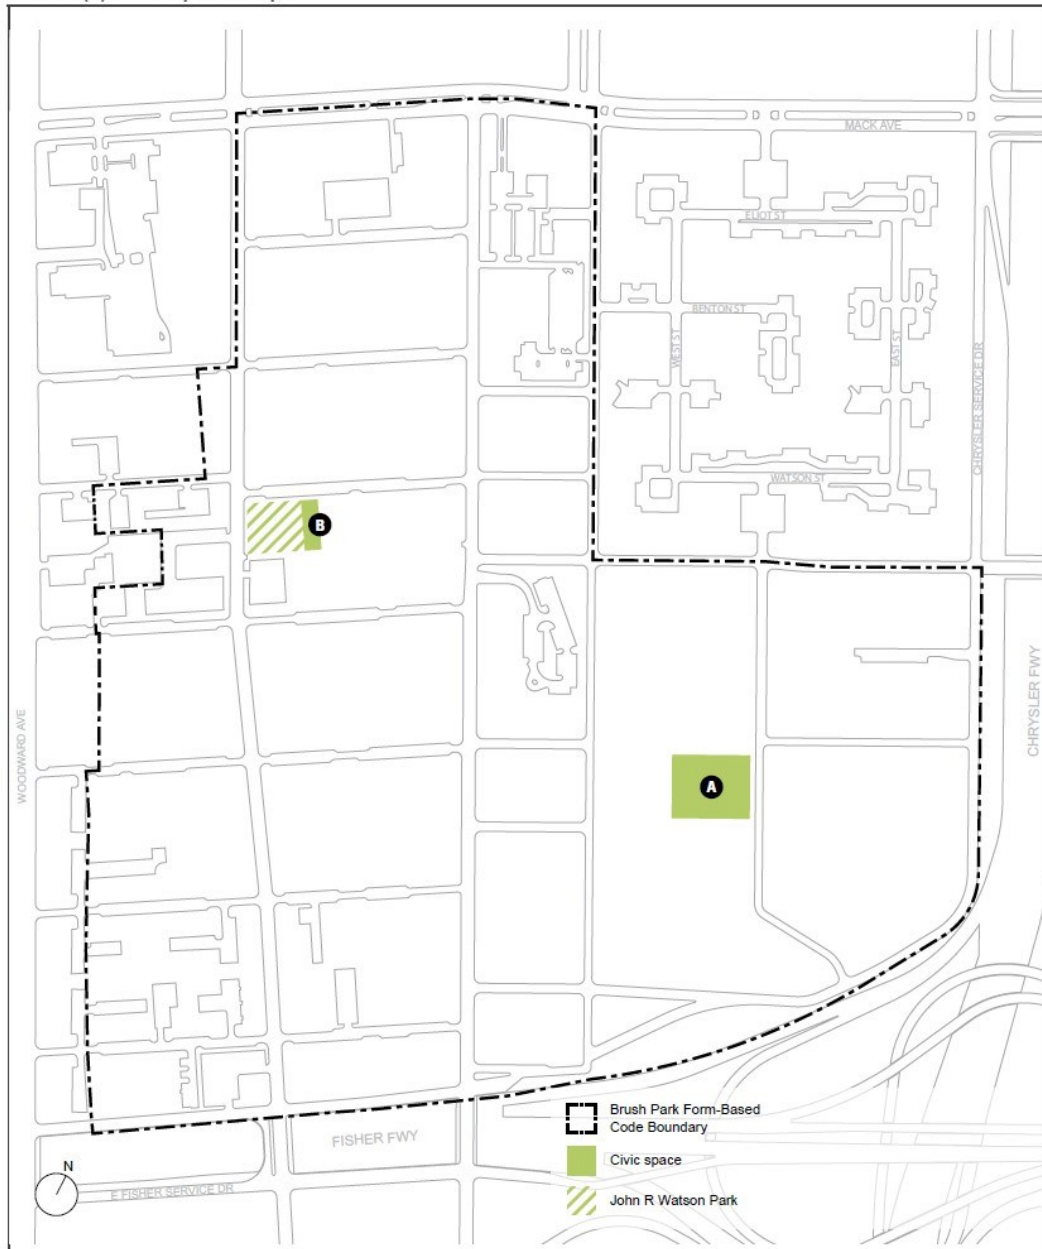 MACK AVE
ELIOT ST
BENTON ST
WEST ST
EAST ST
CHRYSLER SERVICE DR
WATSON ST
B
CHRYSLER FWY
WOODWARD AVE
A
Brush Park Form-Based
Code Boundary
FISHER FWY
Civic space
N
E FISHER SERVICE DR
John R Watson Park